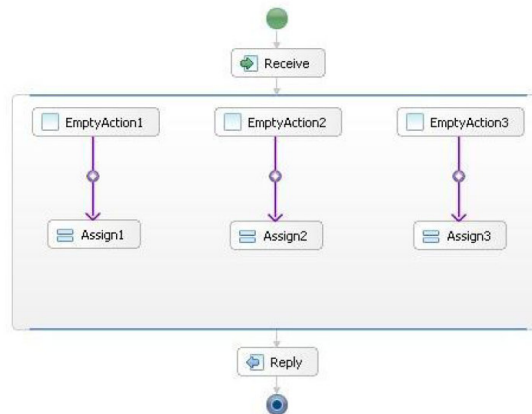 Receive
EmptyAction1 EmptyAction2 EmptyAction3
Assign1 Assign2 Assign3
Reply